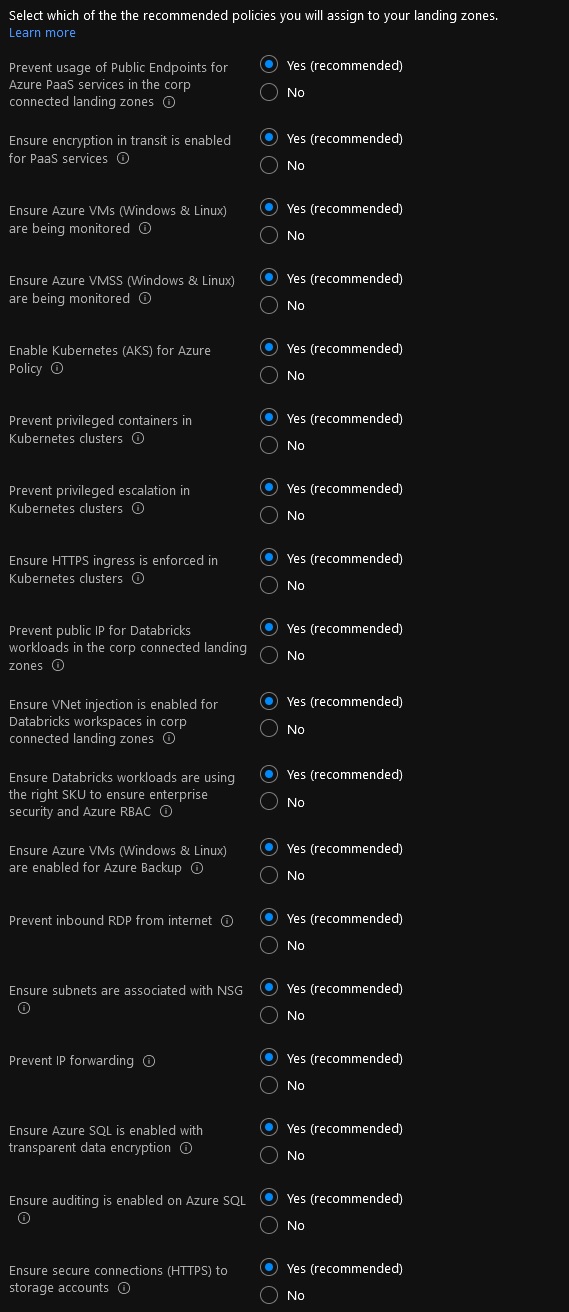 Select which of the the recommended policies you will assign to your landing zones.
Learn more
Prevent usage of Public Endpoints for
Azure PaaS services in the corp
connected landing zones
Yes (recommended)
No
Ensure encryption in transit is enabled
for PaaS services
Yes (recommended)
No
Ensure Azure VMs (Windows & Linux)
are being monitored
Yes (recommended)
No
Ensure Azure VMSS (Windows & Linux)
are being monitored
Yes (recommended)
No
Enable Kubernetes (AKS) for Azure
Policy
Yes (recommended)
No
Prevent privileged containers in
Kubernetes clusters
Yes (recommended)
No
Prevent privileged escalation in
Kubernetes clusters
Yes (recommended)
No
Ensure HTTPS ingress is enforced in
Kubernetes clusters
Yes (recommended)
No
Prevent public IP for Databricks
workloads in the corp connected landing
zones
Yes (recommended)
No
Ensure VNet injection is enabled for
Databricks workspaces in corp
connected landing zones
Yes (recommended)
No
Ensure Databricks workloads are using
the right SKU to ensure enterprise
security and Azure RBAC
Yes (recommended)
No
Ensure Azure VMs (Windows & Linux)
are enabled for Azure Backup
Yes (recommended)
No
Prevent inbound RDP from internet
Yes (recommended)
No
Ensure subnets are associated with NSG
Yes (recommended)
No
Prevent IP forwarding
Yes (recommended)
No
Ensure Azure SQL is enabled with
transparent data encryption
Yes (recommended)
No
Ensure auditing is enabled on Azure SQL
Yes (recommended)
No
Ensure secure connections (HTTPS) to
storage accounts
Yes (recommended)
No